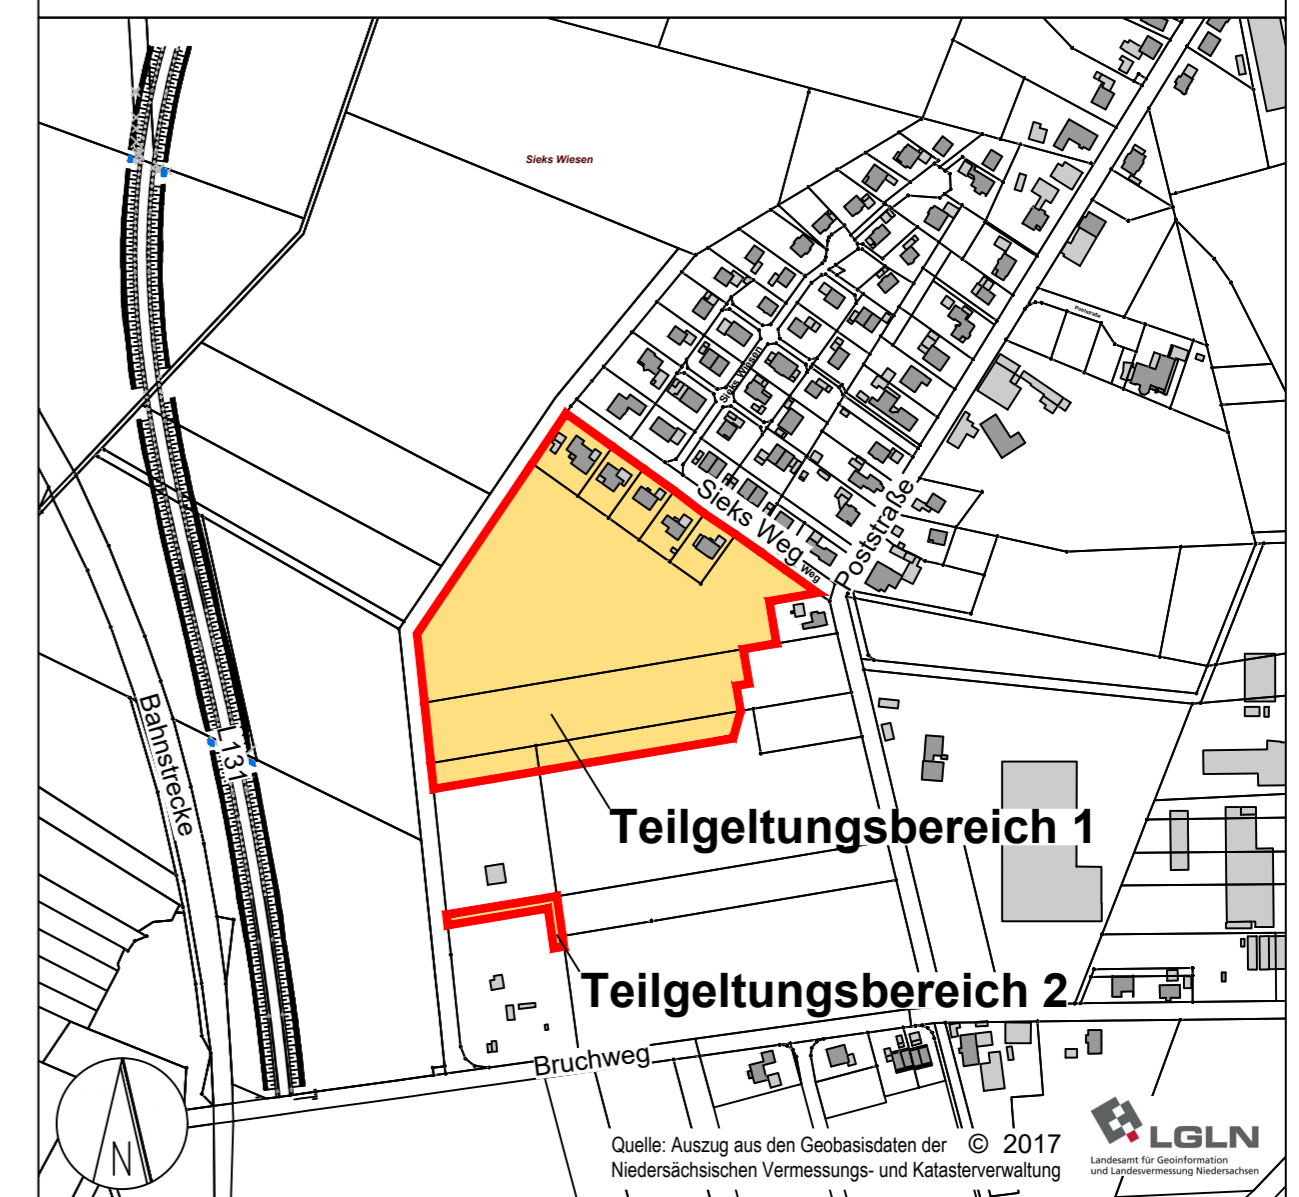 Sieks Wiesen
Poststraße
Sieks Wiesen
Sieks Weg
Weg
Poststraße
Bahnstrecke
L 131
Teilgeltungsbereich 1
Teilgeltungsbereich 2
Bruchweg
N
Quelle: Auszug aus den Geobasisdaten der © 2017
Niedersächsischen Vermessungs- und Katasterverwaltung
LGLN
Landesamt für Geoinformation
und Landesvermessung Niedersachsen